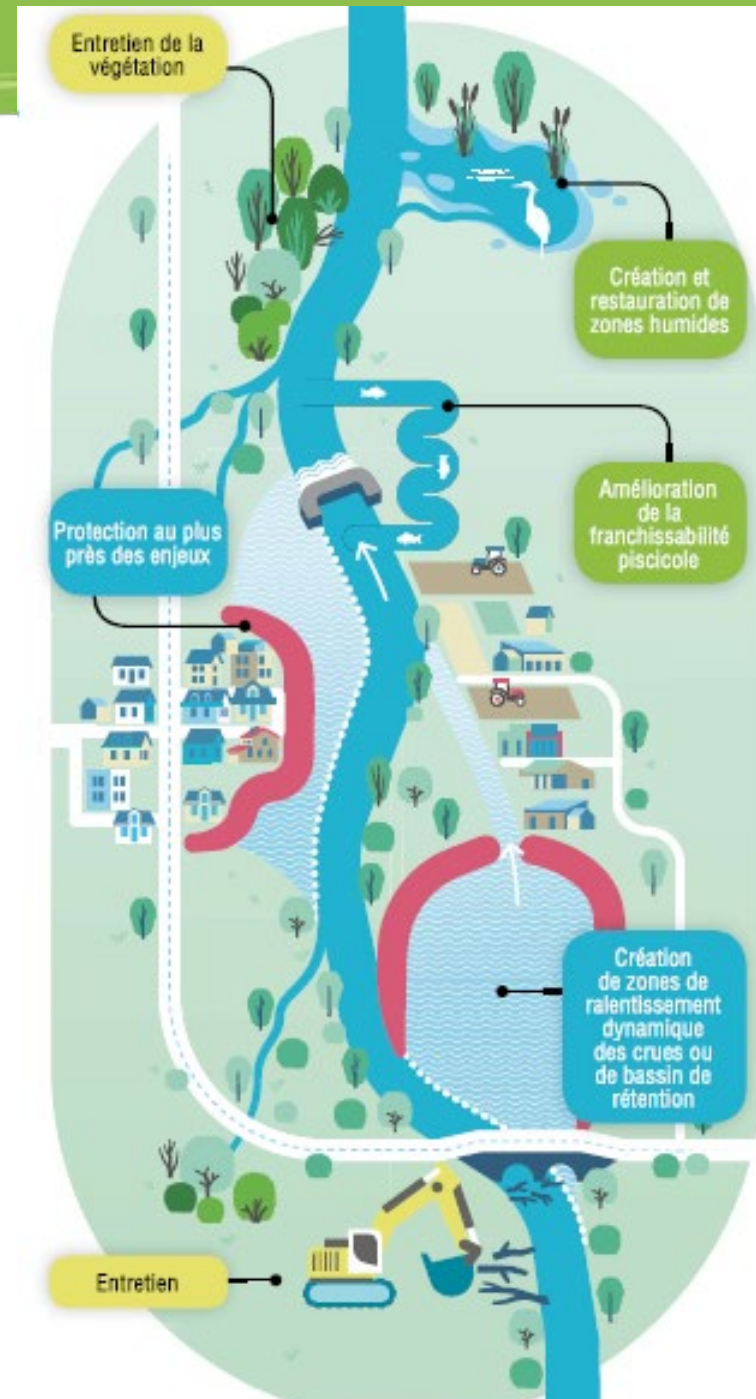 Entretien de la
végétation
Création et
restauration de
zones humides
Amélioration
de la
franchissabilité
piscicole
Protection au plus
près des enjeux
Création
de zones de
ralentissement
dynamique
des crues ou
de bassin de
rétention
Entretien